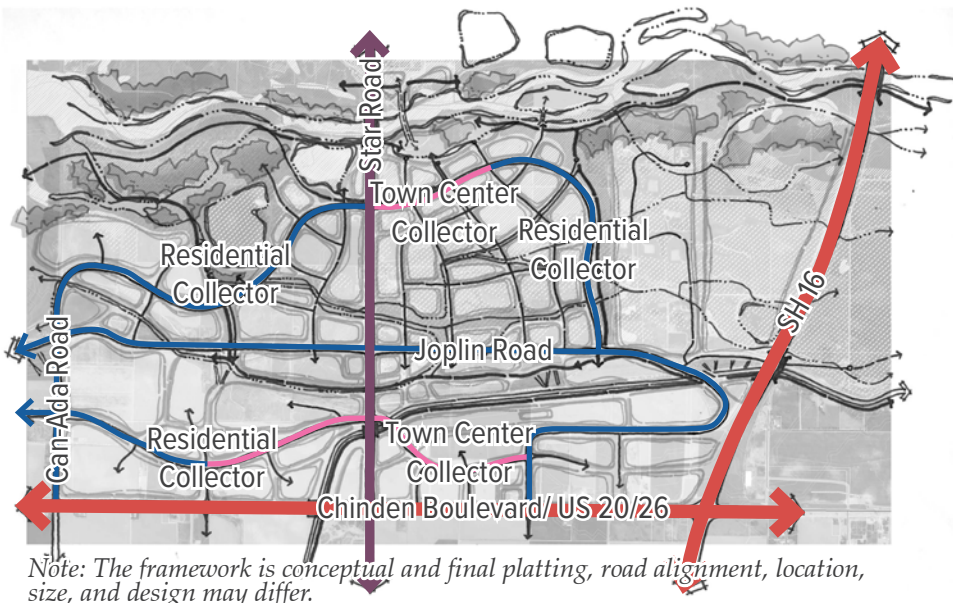 Star Road
Town Center
Collector
Residential
Collector
Residential
Collector
SH 16
Joplin Road
Can-Ada Road
Residential
Collector
Town Center
Collector
Chinden Boulevard/ US 20/26
Note: The framework is conceptual and final platting, road alignment, location,
size, and design may differ.